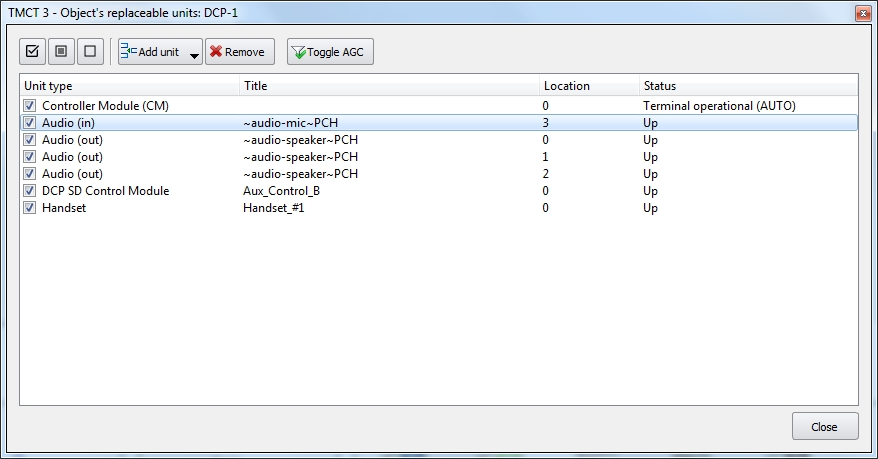 TMCT 3 - Object's replaceable units: DCP-1
Add unit Remove Toggle AGC
Unit type Title Location Status
Controller Module (CM) 0 Terminal operational (AUTO)
Audio (in) ~audio-mic~PCH 3 Up
Audio (out) ~audio-speaker~PCH 0 Up
Audio (out) ~audio-speaker~PCH 1 Up
Audio (out) ~audio-speaker~PCH 2 Up
DCP SD Control Module Aux_Control_B 0 Up
Handset Handset_#1 0 Up
Close